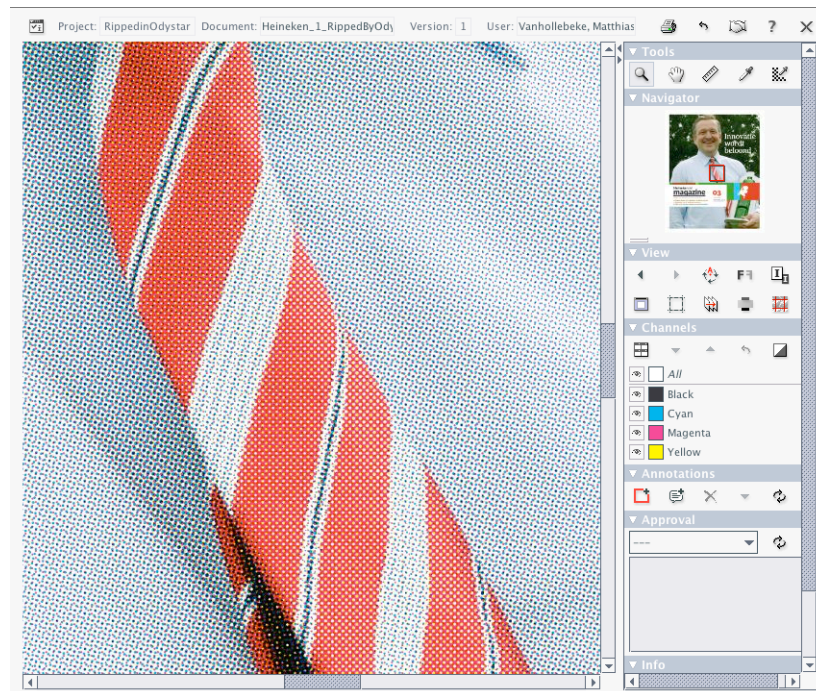 Project: RippedinOdystar Document: Heineken_1_RippedByOdy Version: 1 User: Vanhollebeke, Matthias ?
Tools
Navigator
Innovatie
wordt
beloond
magazine 03
View
F
Channels
All
Black
Cyan
Magenta
Yellow
Annotations
Approval
---
Info